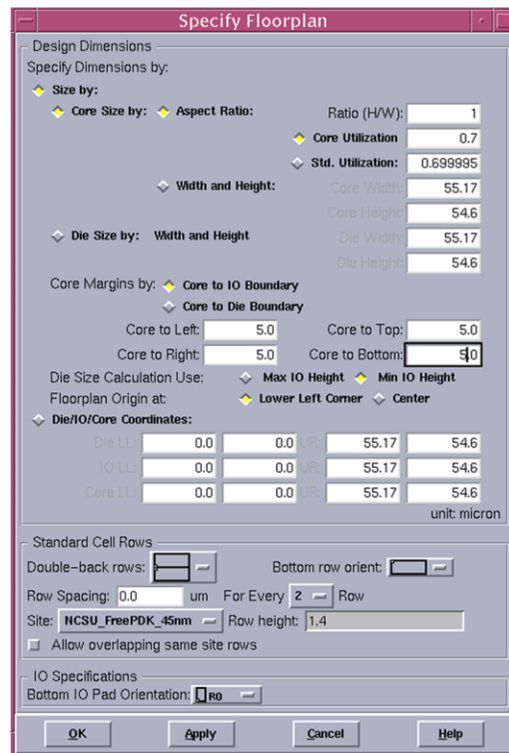 Specify Floorplan
Design Dimensions
Specify Dimensions by:
Size by:
Core Size by: Aspect Ratio: Ratio (H/W): 1
Core Utilization 0.7
Std. Utilization: 0.699995
Width and Height: Core Width: 55.17
Core Height: 54.6
Die Size by: Width and Height Die Width: 55.17
Die Height: 54.6
Core Margins by: Core to IO Boundary
Core to Die Boundary
Core to Left: 5.0 Core to Top: 5.0
Core to Right: 5.0 Core to Bottom: 5.0
Die Size Calculation Use: Max IO Height Min IO Height
Floorplan Origin at: Lower Left Corner Center
Die/IO/Core Coordinates:
Die LL: 0.0 0.0 UR: 55.17 54.6
IO LL: 0.0 0.0 UR: 55.17 54.6
Core LL: 0.0 0.0 UR: 55.17 54.6
unit: micron
Standard Cell Rows
Double-back rows: Bottom row orient:
Row Spacing: 0.0 um For Every 2 Row
Site: NCSU_FreePDK_45nm Row height: 1.4
Allow overlapping same site rows
IO Specifications
Bottom IO Pad Orientation: R0
OK Apply Cancel Help